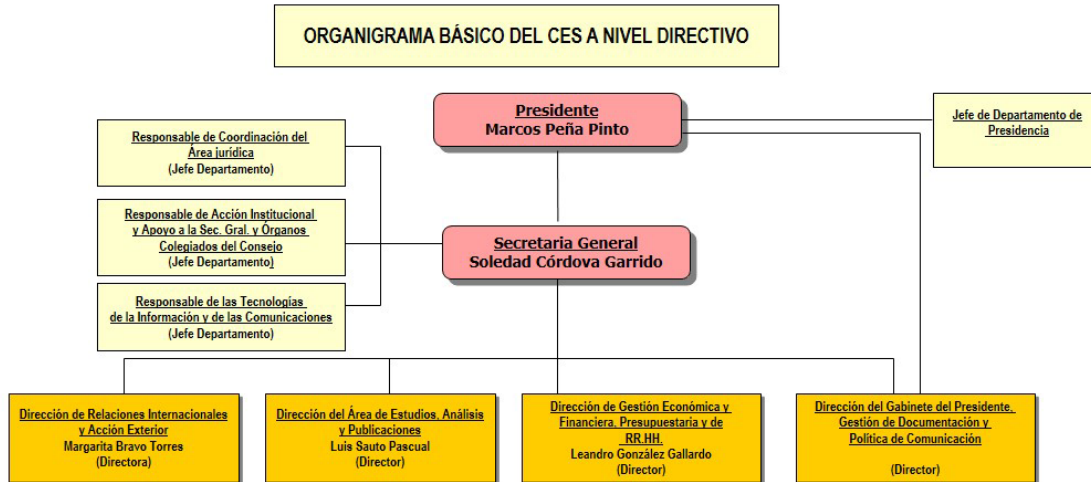 ORGANIGRAMA BÁSICO DEL CES A NIVEL DIRECTIVO
Presidente
Marcos Peña Pinto
Jefe de Departamento de
Presidencia
Responsable de Coordinación del
Área jurídica
(Jefe Departamento)
Responsable de Acción Institucional
y Apoyo a la Sec. Gral. y Órganos
Colegiados del Consejo
(Jefe Departamento)
Secretaria General
Soledad Córdova Garrido
Responsable de las Tecnologías
de la Información y de las Comunicaciones
(Jefe Departamento)
Dirección de Relaciones Internacionales
y Acción Exterior
Margarita Bravo Torres
(Directora)
Dirección del Área de Estudios, Análisis
y Publicaciones
Luis Sauto Pascual
(Director)
Dirección de Gestión Económica y
Financiera, Presupuestaria y de
RR.HH.
Leandro González Gallardo
(Director)
Dirección del Gabinete del Presidente,
Gestión de Documentación y
Política de Comunicación
(Director)